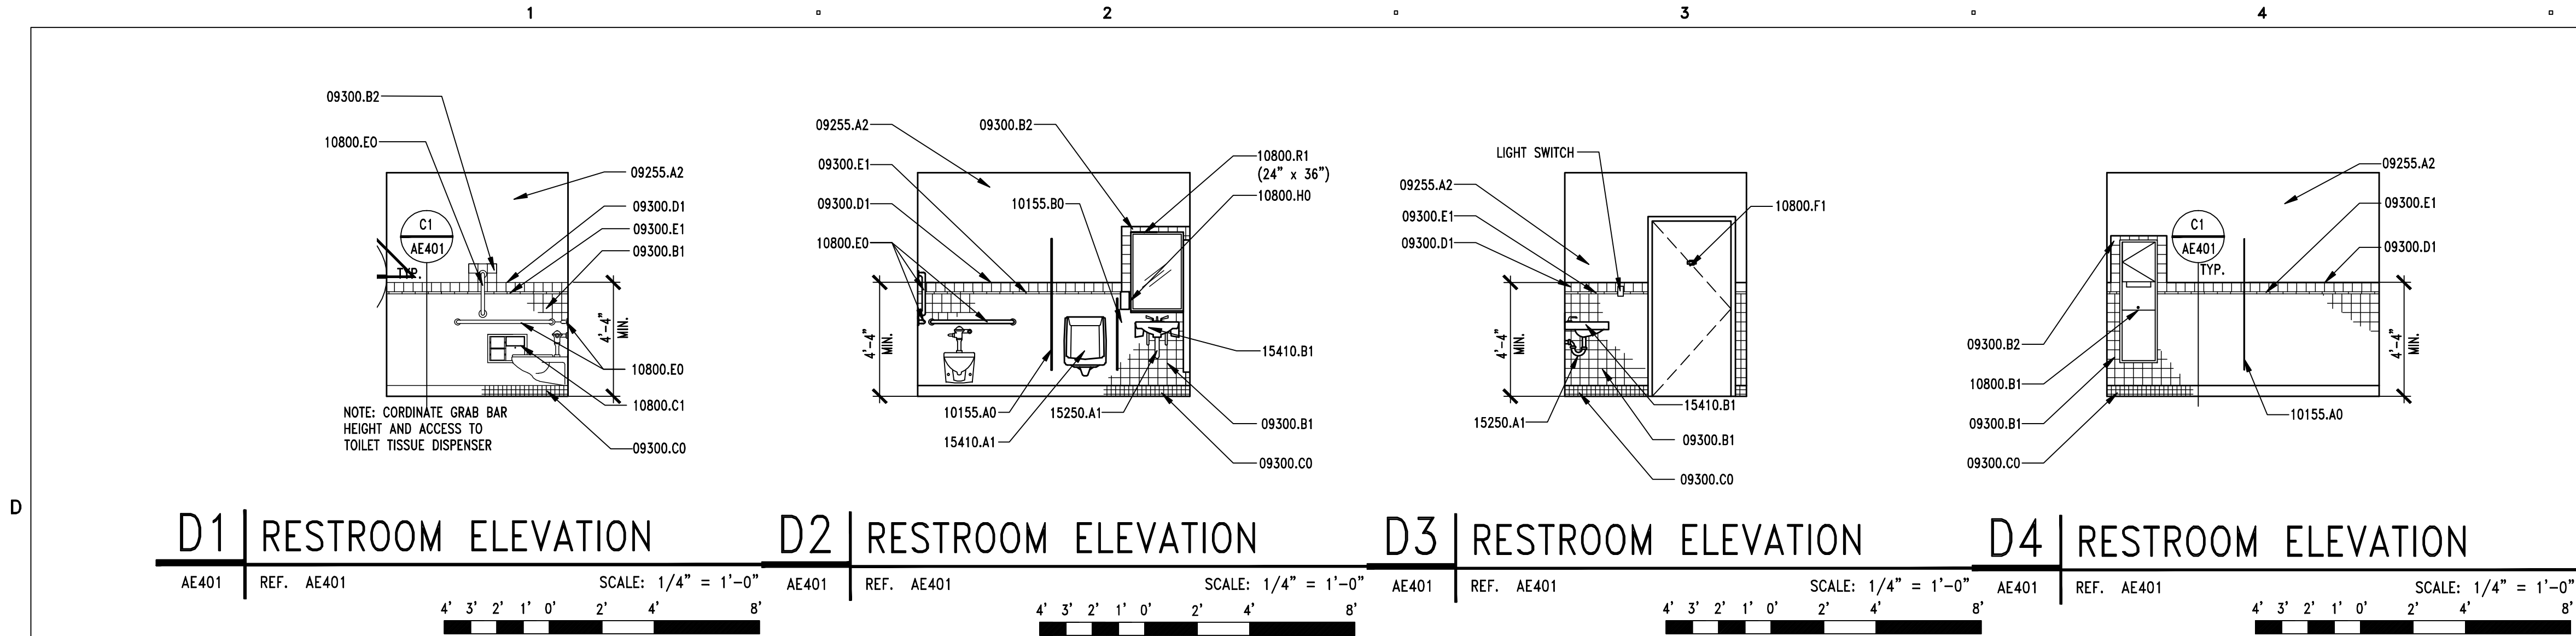 1 2 3 4
09300.B2
10800.E0
09255.A2
09300.D1
09300.E1
09300.B1
C1
AE401
TYP.
4'-4"
MIN.
10800.E0
10800.C1
09300.C0
NOTE: CORDINATE GRAB BAR
HEIGHT AND ACCESS TO
TOILET TISSUE DISPENSER
09255.A2
09300.E1
09300.D1
10800.E0
09300.B2
10155.B0
10800.R1
(24" x 36")
10800.H0
4'-4"
MIN.
15410.B1
10155.A0
15250.A1
15410.A1
09300.B1
09300.C0
LIGHT SWITCH
09255.A2
09300.E1
09300.D1
10800.F1
4'-4"
MIN.
15410.B1
15250.A1
09300.B1
09300.C0
09255.A2
09300.E1
09300.D1
C1
AE401
TYP.
09300.B2
10800.B1
09300.B1
09300.C0
10155.A0
4'-4"
MIN.
D
D1 RESTROOM ELEVATION
AE401 REF. AE401 SCALE: 1/4" = 1'-0"
4' 3' 2' 1' 0' 2' 4' 8'
D2 RESTROOM ELEVATION
AE401 REF. AE401 SCALE: 1/4" = 1'-0"
4' 3' 2' 1' 0' 2' 4' 8'
D3 RESTROOM ELEVATION
AE401 REF. AE401 SCALE: 1/4" = 1'-0"
4' 3' 2' 1' 0' 2' 4' 8'
D4 RESTROOM ELEVATION
AE401 REF. AE401 SCALE: 1/4" = 1'-0"
4' 3' 2' 1' 0' 2' 4' 8'